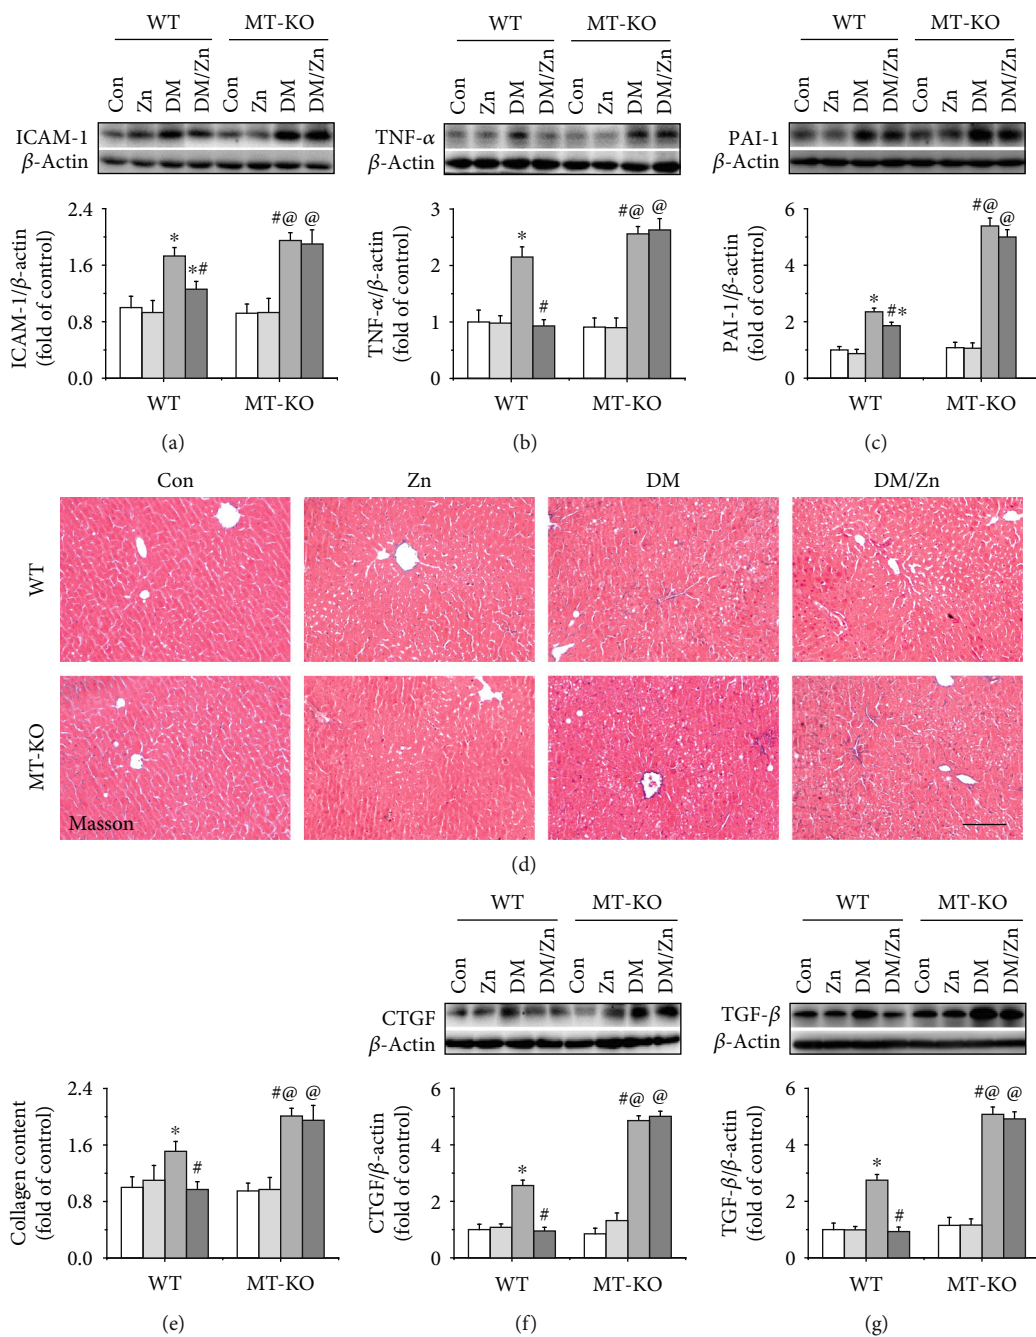 WT MT-KO
Con Zn DM DM/Zn Con Zn DM DM/Zn
ICAM-1
β-Actin
ICAM-1/β-actin
(fold of control)
2.4
1.6
0.8
0.0
* *# #@ @
WT MT-KO
(a)
WT MT-KO
Con Zn DM DM/Zn Con Zn DM DM/Zn
TNF-α
β-Actin
TNF-α/β-actin
(fold of control)
3
2
1
0
* # #@ @
WT MT-KO
(b)
WT MT-KO
Con Zn DM DM/Zn Con Zn DM DM/Zn
PAI-1
β-Actin
PAI-1/β-actin
(fold of control)
6
4
2
0
* #* #@ @
WT MT-KO
(c)
Con Zn DM DM/Zn
WT
MT-KO
Masson
(d)
Collagen content
(fold of control)
2.4
1.6
0.8
0.0
* # #@ @
WT MT-KO
(e)
WT MT-KO
Con Zn DM DM/Zn Con Zn DM DM/Zn
CTGF
β-Actin
CTGF/β-actin
(fold of control)
6
4
2
0
* # #@ @
WT MT-KO
(f)
WT MT-KO
Con Zn DM DM/Zn Con Zn DM DM/Zn
TGF-β
β-Actin
TGF-β/β-actin
(fold of control)
6
4
2
0
* # #@ @
WT MT-KO
(g)